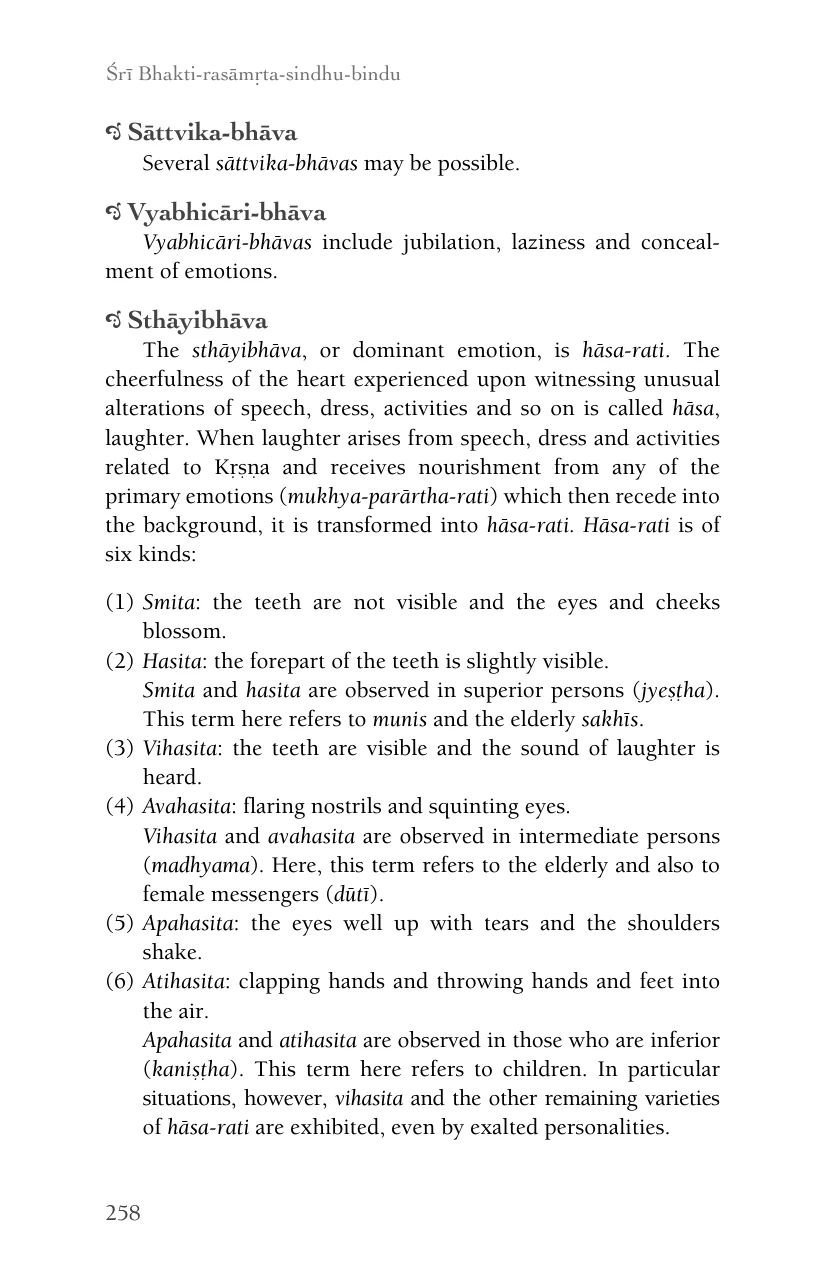 Śrī Bhakti-rasāmṛta-sindhu-bindu
Sāttvika-bhāva
Several sāttvika-bhāvas may be possible.
Vyabhicāri-bhāva
Vyabhicāri-bhāvas include jubilation, laziness and conceal-
ment of emotions.
Sthāyibhāva
The sthāyibhāva, or dominant emotion, is hāsa-rati. The
cheerfulness of the heart experienced upon witnessing unusual
alterations of speech, dress, activities and so on is called hāsa,
laughter. When laughter arises from speech, dress and activities
related to Kṛṣṇa and receives nourishment from any of the
primary emotions (mukhya-parārtha-rati) which then recede into
the background, it is transformed into hāsa-rati. Hāsa-rati is of
six kinds:
(1) Smita: the teeth are not visible and the eyes and cheeks
blossom.
(2) Hasita: the forepart of the teeth is slightly visible.
Smita and hasita are observed in superior persons (jyeṣṭha).
This term here refers to munis and the elderly sakhīs.
(3) Vihasita: the teeth are visible and the sound of laughter is
heard.
(4) Avahasita: flaring nostrils and squinting eyes.
Vihasita and avahasita are observed in intermediate persons
(madhyama). Here, this term refers to the elderly and also to
female messengers (dūtī).
(5) Apahasita: the eyes well up with tears and the shoulders
shake.
(6) Atihasita: clapping hands and throwing hands and feet into
the air.
Apahasita and atihasita are observed in those who are inferior
(kaniṣṭha). This term here refers to children. In particular
situations, however, vihasita and the other remaining varieties
of hāsa-rati are exhibited, even by exalted personalities.
258